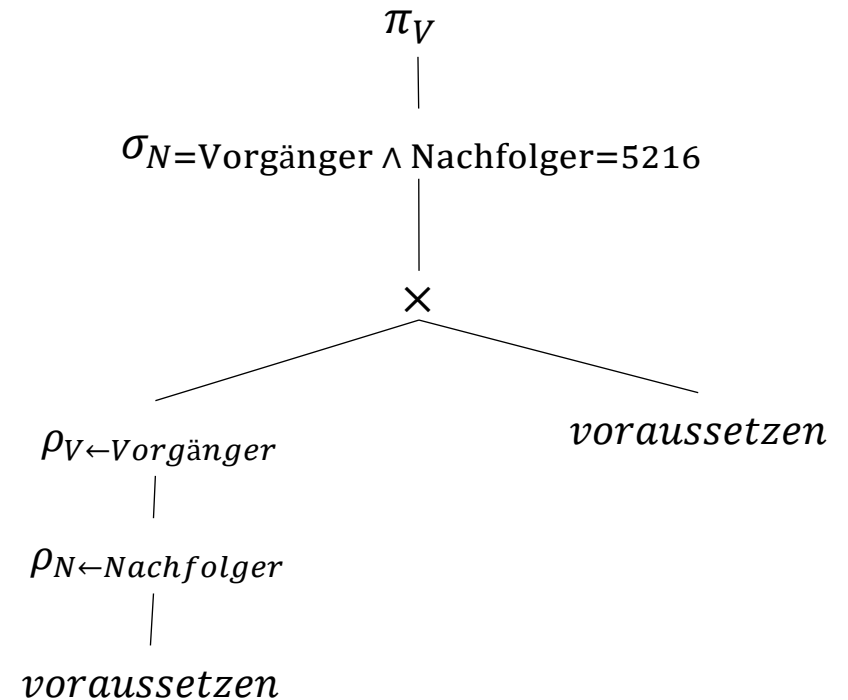 π_V
σ_N=Vorgänger ∧ Nachfolger=5216
×
ρ_V←Vorgänger
voraussetzen
ρ_N←Nachfolger
voraussetzen